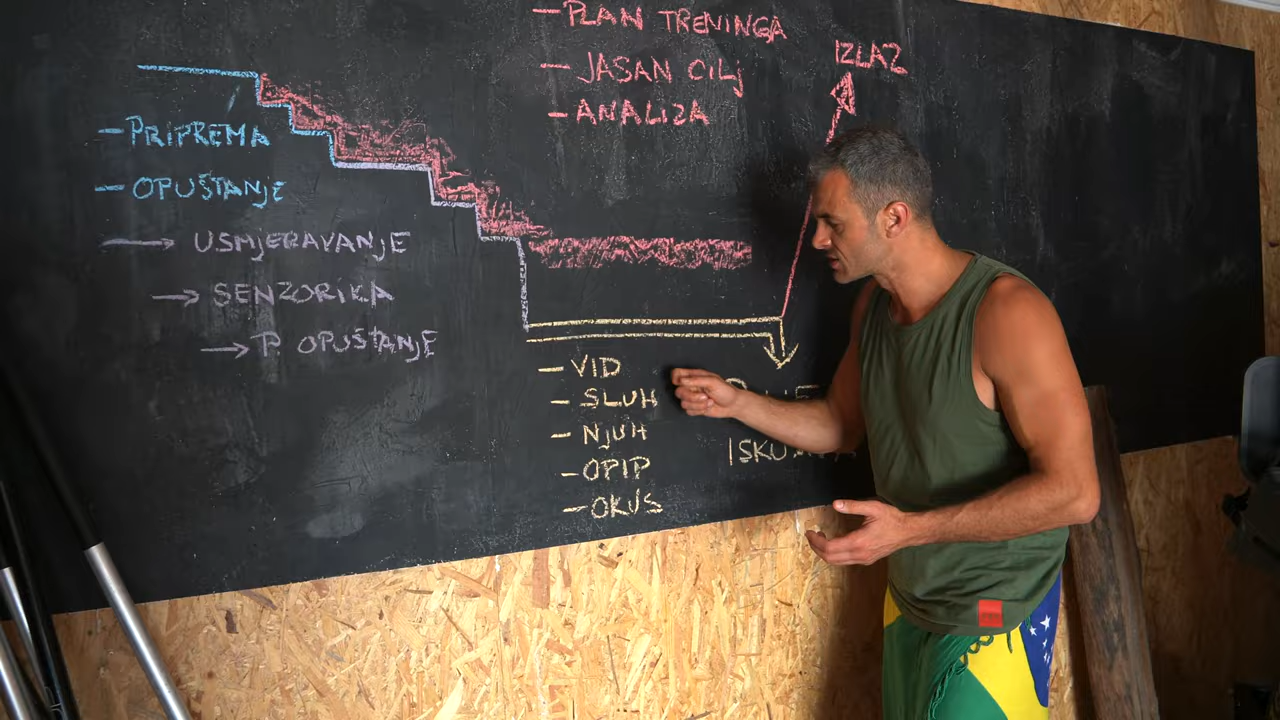 – PLAN TRENINGA
– JASAN CILJ
– ANALIZA
IZLAZ
– PRIPREMA
– OPUŠTANJE
→ USMJERAVANJE
→ SENZORIKA
→ P OPUŠTANJE
– VID
– SLUH
– NJUH
– OPIP
– OKUS